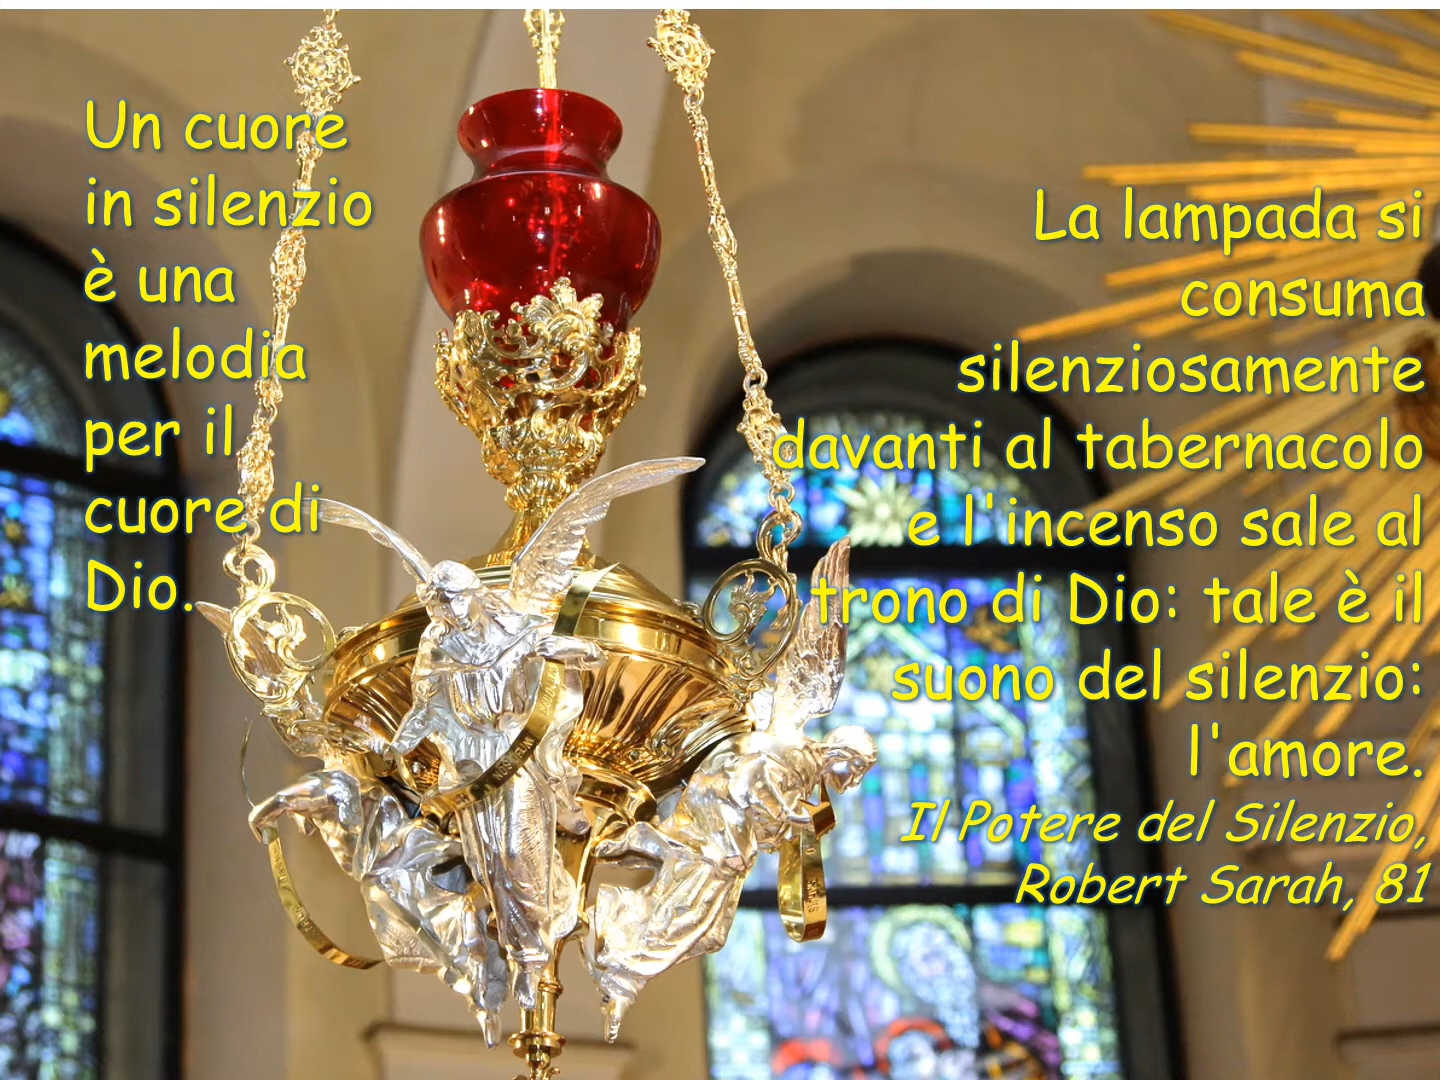 Un cuore
in silenzio
è una
melodia
per il
cuore di
Dio.
La lampada si
consuma
silenziosamente
davanti al tabernacolo
e l'incenso sale al
trono di Dio: tale è il
suono del silenzio:
l'amore.
Il Potere del Silenzio,
Robert Sarah, 81